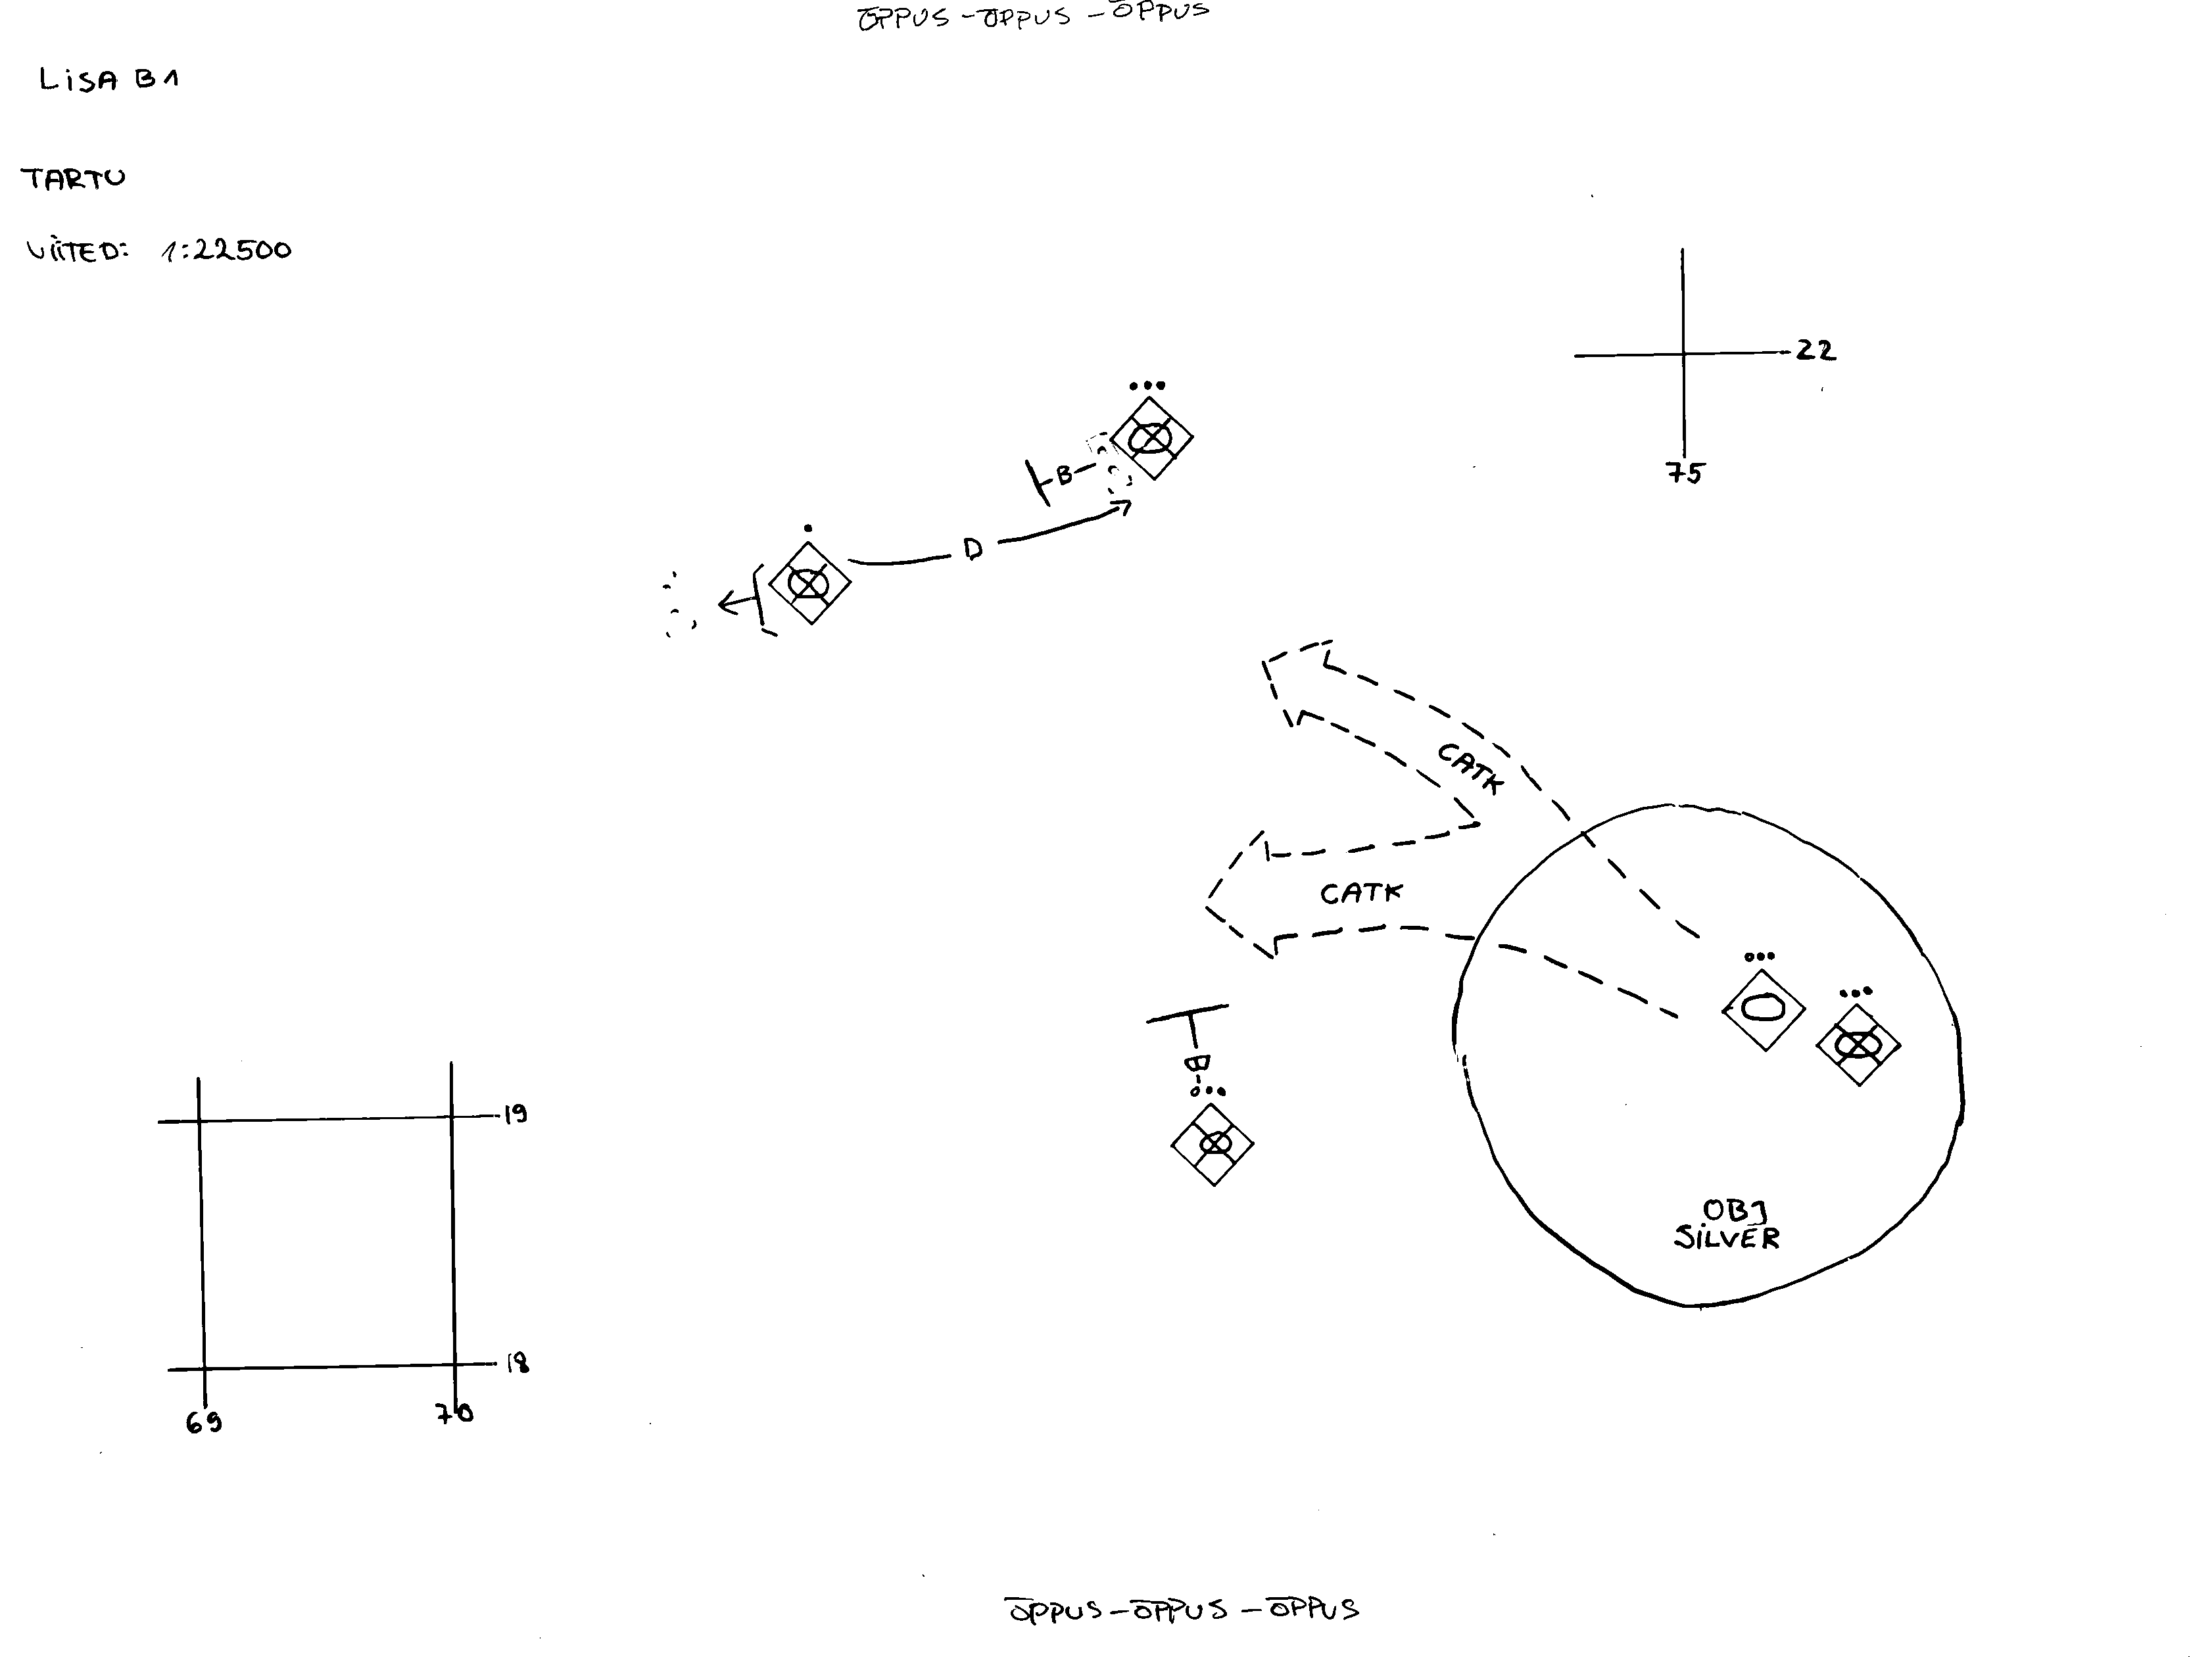 ÕPPUS - ÕPPUS - ÕPPUS
LISA B1
TARTU
VIITED: 1:22500
22
75
B
D
CATK
CATK
B
OBJ
SILVER
19
18
69
70
ÕPPUS - ÕPPUS - ÕPPUS